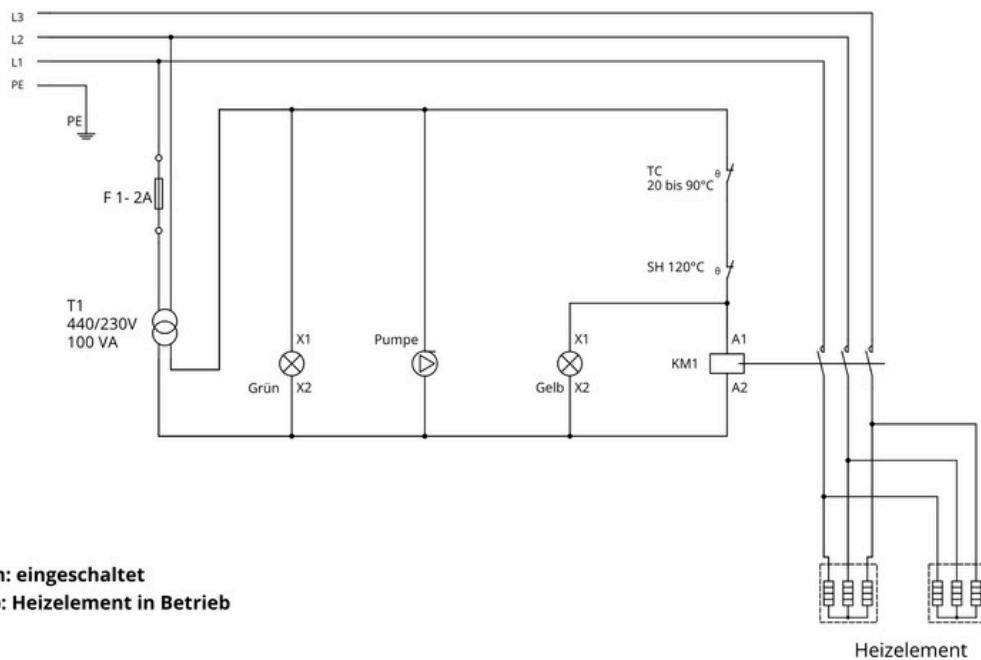 L3
L2
L1
PE
PE
F 1- 2A
T1
440/230V
100 VA
X1
Grün X2
Pumpe
X1
Gelb X2
TC θ
20 bis 90°C
SH 120°C θ
A1
KM1
A2
: eingeschaltet
: Heizelement in Betrieb
Heizelement